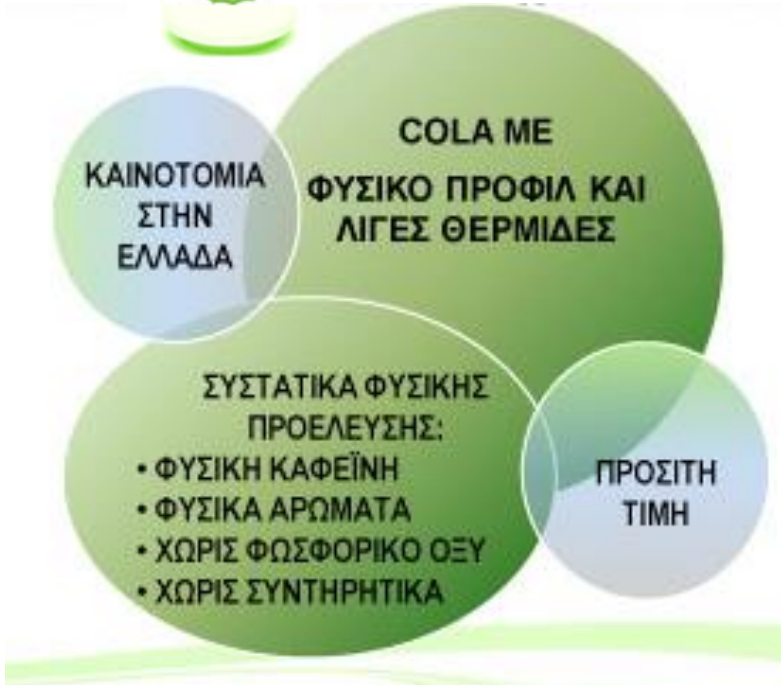 COLA ME
ΦΥΣΙΚΟ ΠΡΟΦΙΛ ΚΑΙ
ΛΙΓΕΣ ΘΕΡΜΙΔΕΣ
ΚΑΙΝΟΤΟΜΙΑ
ΣΤΗΝ
ΕΛΛΑΔΑ
ΣΥΣΤΑΤΙΚΑ ΦΥΣΙΚΗΣ
ΠΡΟΕΛΕΥΣΗΣ:
• ΦΥΣΙΚΗ ΚΑΦΕΪΝΗ
• ΦΥΣΙΚΑ ΑΡΩΜΑΤΑ
• ΧΩΡΙΣ ΦΩΣΦΟΡΙΚΟ ΟΞΥ
• ΧΩΡΙΣ ΣΥΝΤΗΡΗΤΙΚΑ
ΠΡΟΣΙΤΗ
ΤΙΜΗ